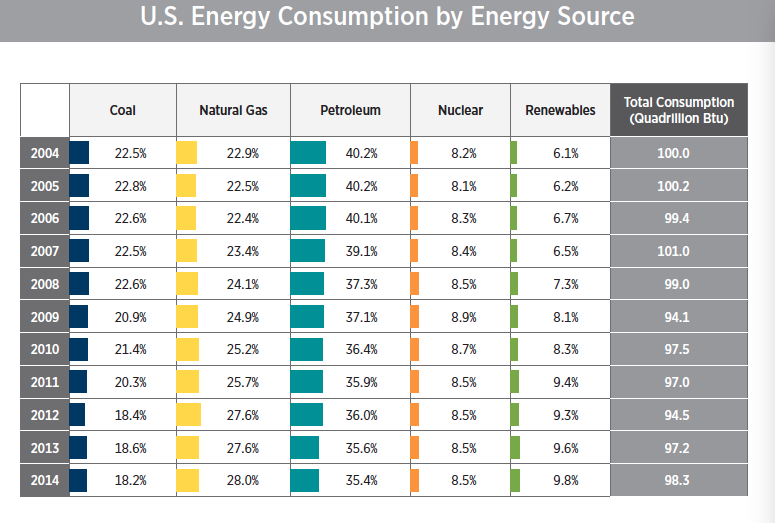 U.S. Energy Consumption by Energy Source
Coal Natural Gas Petroleum Nuclear Renewables Total Consumption
(Quadrillion Btu)
2004 22.5% 22.9% 40.2% 8.2% 6.1% 100.0
2005 22.8% 22.5% 40.2% 8.1% 6.2% 100.2
2006 22.6% 22.4% 40.1% 8.3% 6.7% 99.4
2007 22.5% 23.4% 39.1% 8.4% 6.5% 101.0
2008 22.6% 24.1% 37.3% 8.5% 7.3% 99.0
2009 20.9% 24.9% 37.1% 8.9% 8.1% 94.1
2010 21.4% 25.2% 36.4% 8.7% 8.3% 97.5
2011 20.3% 25.7% 35.9% 8.5% 9.4% 97.0
2012 18.4% 27.6% 36.0% 8.5% 9.3% 94.5
2013 18.6% 27.6% 35.6% 8.5% 9.6% 97.2
2014 18.2% 28.0% 35.4% 8.5% 9.8% 98.3